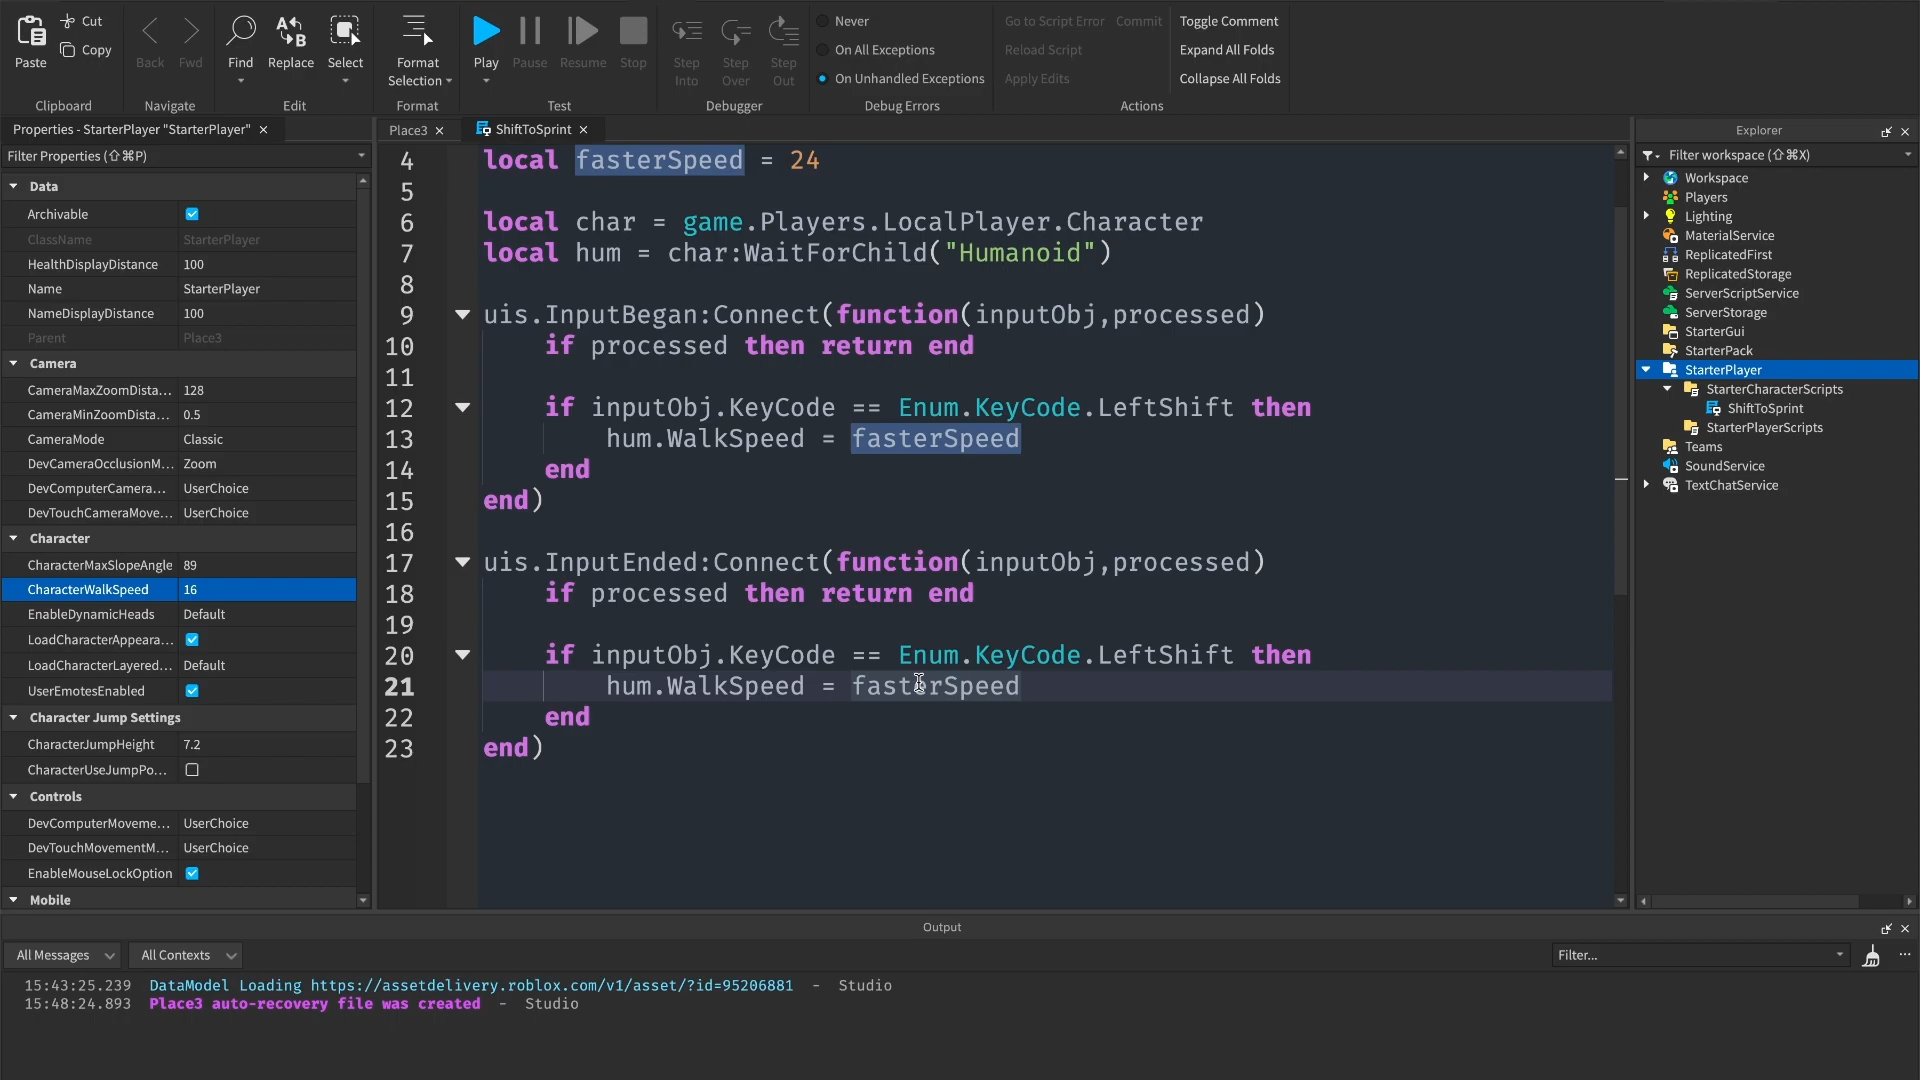 Paste
Cut
Copy
Clipboard
Back
Fwd
Navigate
Find
Replace
Select
Edit
Format
Selection
Format
Play
Pause
Resume
Stop
Test
Step
Into
Step
Over
Step
Out
Debugger
Never
On All Exceptions
On Unhandled Exceptions
Debug Errors
Go to Script Error
Commit
Reload Script
Apply Edits
Toggle Comment
Expand All Folds
Collapse All Folds
Actions
Properties - StarterPlayer "StarterPlayer"
Filter Properties (⇧⌘P)
Data
Archivable
ClassName StarterPlayer
HealthDisplayDistance 100
Name StarterPlayer
NameDisplayDistance 100
Parent Place3
Camera
CameraMaxZoomDista... 128
CameraMinZoomDista... 0.5
CameraMode Classic
DevCameraOcclusionM... Zoom
DevComputerCamera... UserChoice
DevTouchCameraMove... UserChoice
Character
CharacterMaxSlopeAngle 89
CharacterWalkSpeed 16
EnableDynamicHeads Default
LoadCharacterAppeara...
LoadCharacterLayered... Default
UserEmotesEnabled
Character Jump Settings
CharacterJumpHeight 7.2
CharacterUseJumpPo...
Controls
DevComputerMoveme... UserChoice
DevTouchMovementM... UserChoice
EnableMouseLockOption
Mobile
Place3
ShiftToSprint
4 local fasterSpeed = 24
5
6 local char = game.Players.LocalPlayer.Character
7 local hum = char:WaitForChild("Humanoid")
8
9 uis.InputBegan:Connect(function(inputObj,processed)
10 if processed then return end
11
12 if inputObj.KeyCode == Enum.KeyCode.LeftShift then
13 hum.WalkSpeed = fasterSpeed
14 end
15 end)
16
17 uis.InputEnded:Connect(function(inputObj,processed)
18 if processed then return end
19
20 if inputObj.KeyCode == Enum.KeyCode.LeftShift then
21 hum.WalkSpeed = fasterSpeed
22 end
23 end)
Explorer
Filter workspace (⇧⌘X)
Workspace
Players
Lighting
MaterialService
ReplicatedFirst
ReplicatedStorage
ServerScriptService
ServerStorage
StarterGui
StarterPack
StarterPlayer
StarterCharacterScripts
ShiftToSprint
StarterPlayerScripts
Teams
SoundService
TextChatService
Output
All Messages
All Contexts
Filter...
15:43:25.239 DataModel Loading https://assetdelivery.roblox.com/v1/asset/?id=95206881 - Studio
15:48:24.893 Place3 auto-recovery file was created - Studio